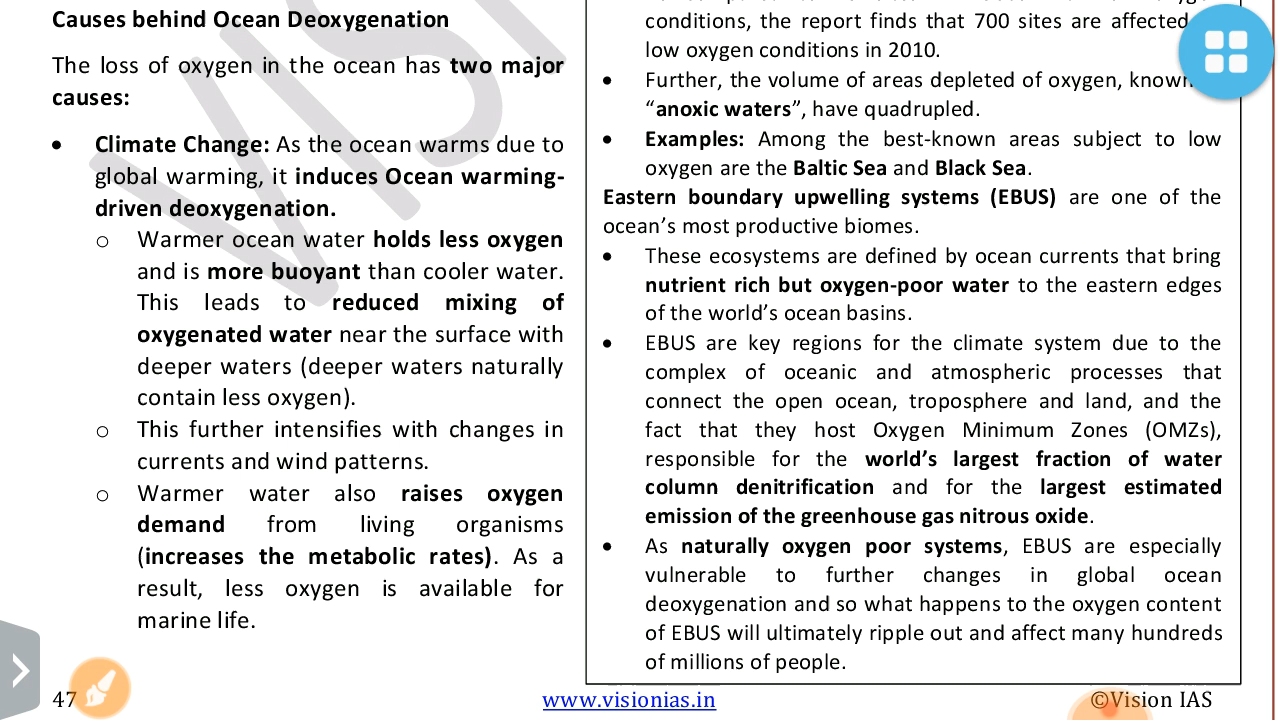 Causes behind Ocean Deoxygenation
The loss of oxygen in the ocean has two major
causes:
• Climate Change: As the ocean warms due to
global warming, it induces Ocean warming-
driven deoxygenation.
o Warmer ocean water holds less oxygen
and is more buoyant than cooler water.
This leads to reduced mixing of
oxygenated water near the surface with
deeper waters (deeper waters naturally
contain less oxygen).
o This further intensifies with changes in
currents and wind patterns.
o Warmer water also raises oxygen
demand from living organisms
(increases the metabolic rates). As a
result, less oxygen is available for
marine life.
conditions, the report finds that 700 sites are affected
low oxygen conditions in 2010.
• Further, the volume of areas depleted of oxygen, known
“anoxic waters”, have quadrupled.
• Examples: Among the best-known areas subject to low
oxygen are the Baltic Sea and Black Sea.
Eastern boundary upwelling systems (EBUS) are one of the
ocean’s most productive biomes.
• These ecosystems are defined by ocean currents that bring
nutrient rich but oxygen-poor water to the eastern edges
of the world’s ocean basins.
• EBUS are key regions for the climate system due to the
complex of oceanic and atmospheric processes that
connect the open ocean, troposphere and land, and the
fact that they host Oxygen Minimum Zones (OMZs),
responsible for the world’s largest fraction of water
column denitrification and for the largest estimated
emission of the greenhouse gas nitrous oxide.
• As naturally oxygen poor systems, EBUS are especially
vulnerable to further changes in global ocean
deoxygenation and so what happens to the oxygen content
of EBUS will ultimately ripple out and affect many hundreds
of millions of people.
47 www.visionias.in ©Vision IAS